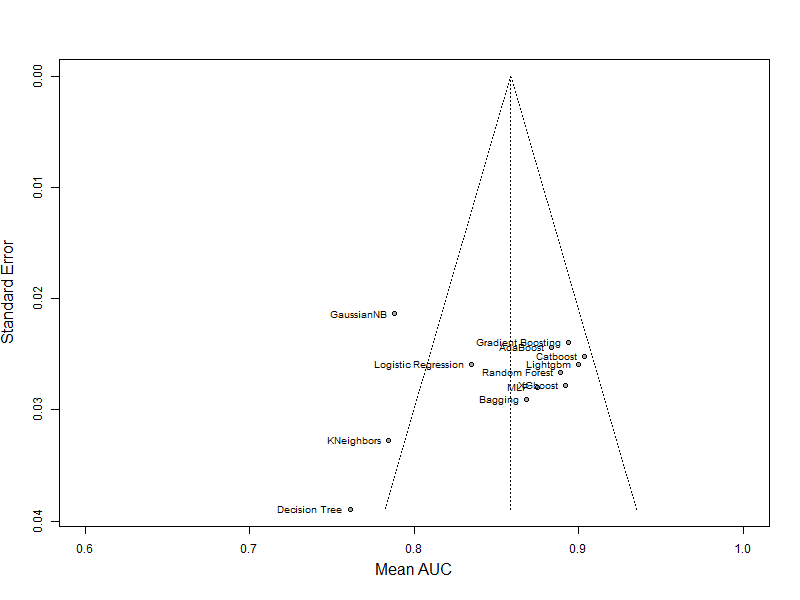 0.00
0.01
0.02
0.03
0.04
Standard Error
GaussianNB
Gradient Boosting
AdaBoost
Catboost
Logistic Regression
Lightgbm
Random Forest
MLP
XGboost
Bagging
KNeighbors
Decision Tree
0.6 0.7 0.8 0.9 1.0
Mean AUC